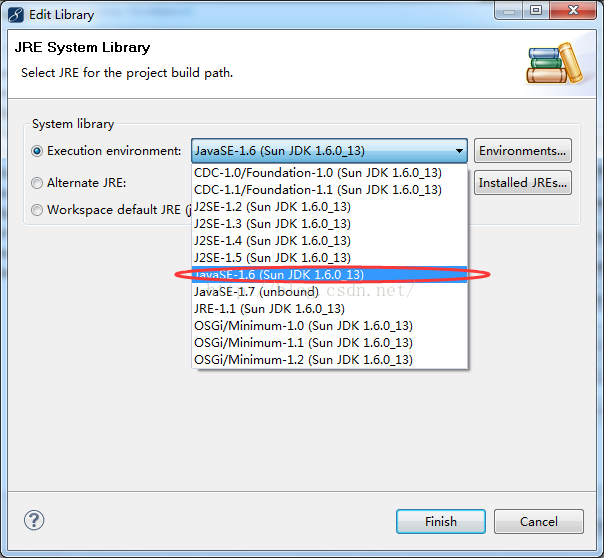 Edit Library
JRE System Library
Select JRE for the project build path.
System library
Execution environment: JavaSE-1.6 (Sun JDK 1.6.0_13) Environments...
CDC-1.0/Foundation-1.0 (Sun JDK 1.6.0_13)
CDC-1.1/Foundation-1.1 (Sun JDK 1.6.0_13)
Alternate JRE: Installed JREs...
J2SE-1.2 (Sun JDK 1.6.0_13)
Workspace default JRE (j
J2SE-1.3 (Sun JDK 1.6.0_13)
J2SE-1.4 (Sun JDK 1.6.0_13)
J2SE-1.5 (Sun JDK 1.6.0_13)
JavaSE-1.6 (Sun JDK 1.6.0_13)
JavaSE-1.7 (unbound)
csdn.net/
JRE-1.1 (Sun JDK 1.6.0_13)
OSGi/Minimum-1.0 (Sun JDK 1.6.0_13)
OSGi/Minimum-1.1 (Sun JDK 1.6.0_13)
OSGi/Minimum-1.2 (Sun JDK 1.6.0_13)
? Finish Cancel